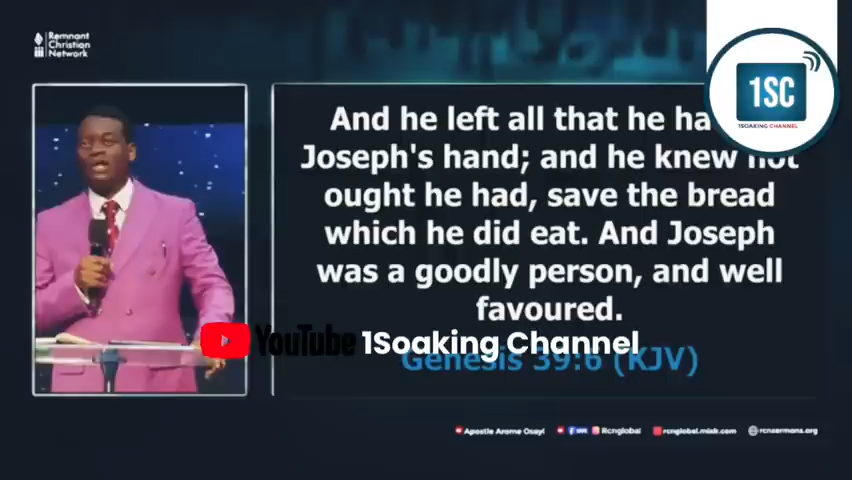 Remnant
Christian
Network
1SC
1SOAKING CHANNEL
And he left all that he ha
Joseph's hand; and he knew not
ought he had, save the bread
which he did eat. And Joseph
was a goodly person, and well
favoured.
YouTube 1Soaking Channel
Genesis 39:6 (KJV)
Apostle Arome Osayi
Rcnglobal
rcnglobal.mixlr.com
rcnsermons.org